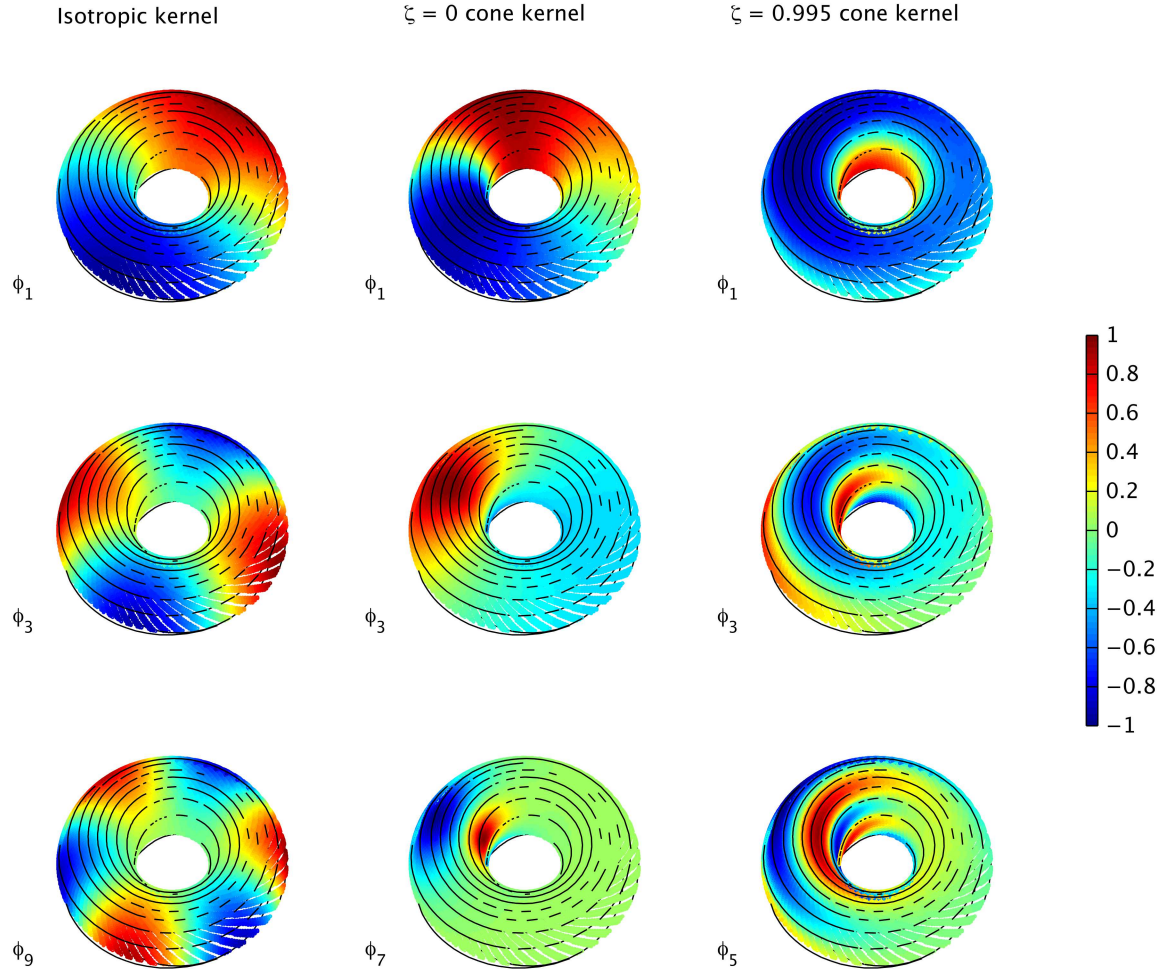 Isotropic kernel
ζ = 0 cone kernel
ζ = 0.995 cone kernel
ϕ1
ϕ1
ϕ1
1
0.8
0.6
0.4
0.2
0
−0.2
−0.4
−0.6
−0.8
−1
ϕ3
ϕ3
ϕ3
ϕ9
ϕ7
ϕ5